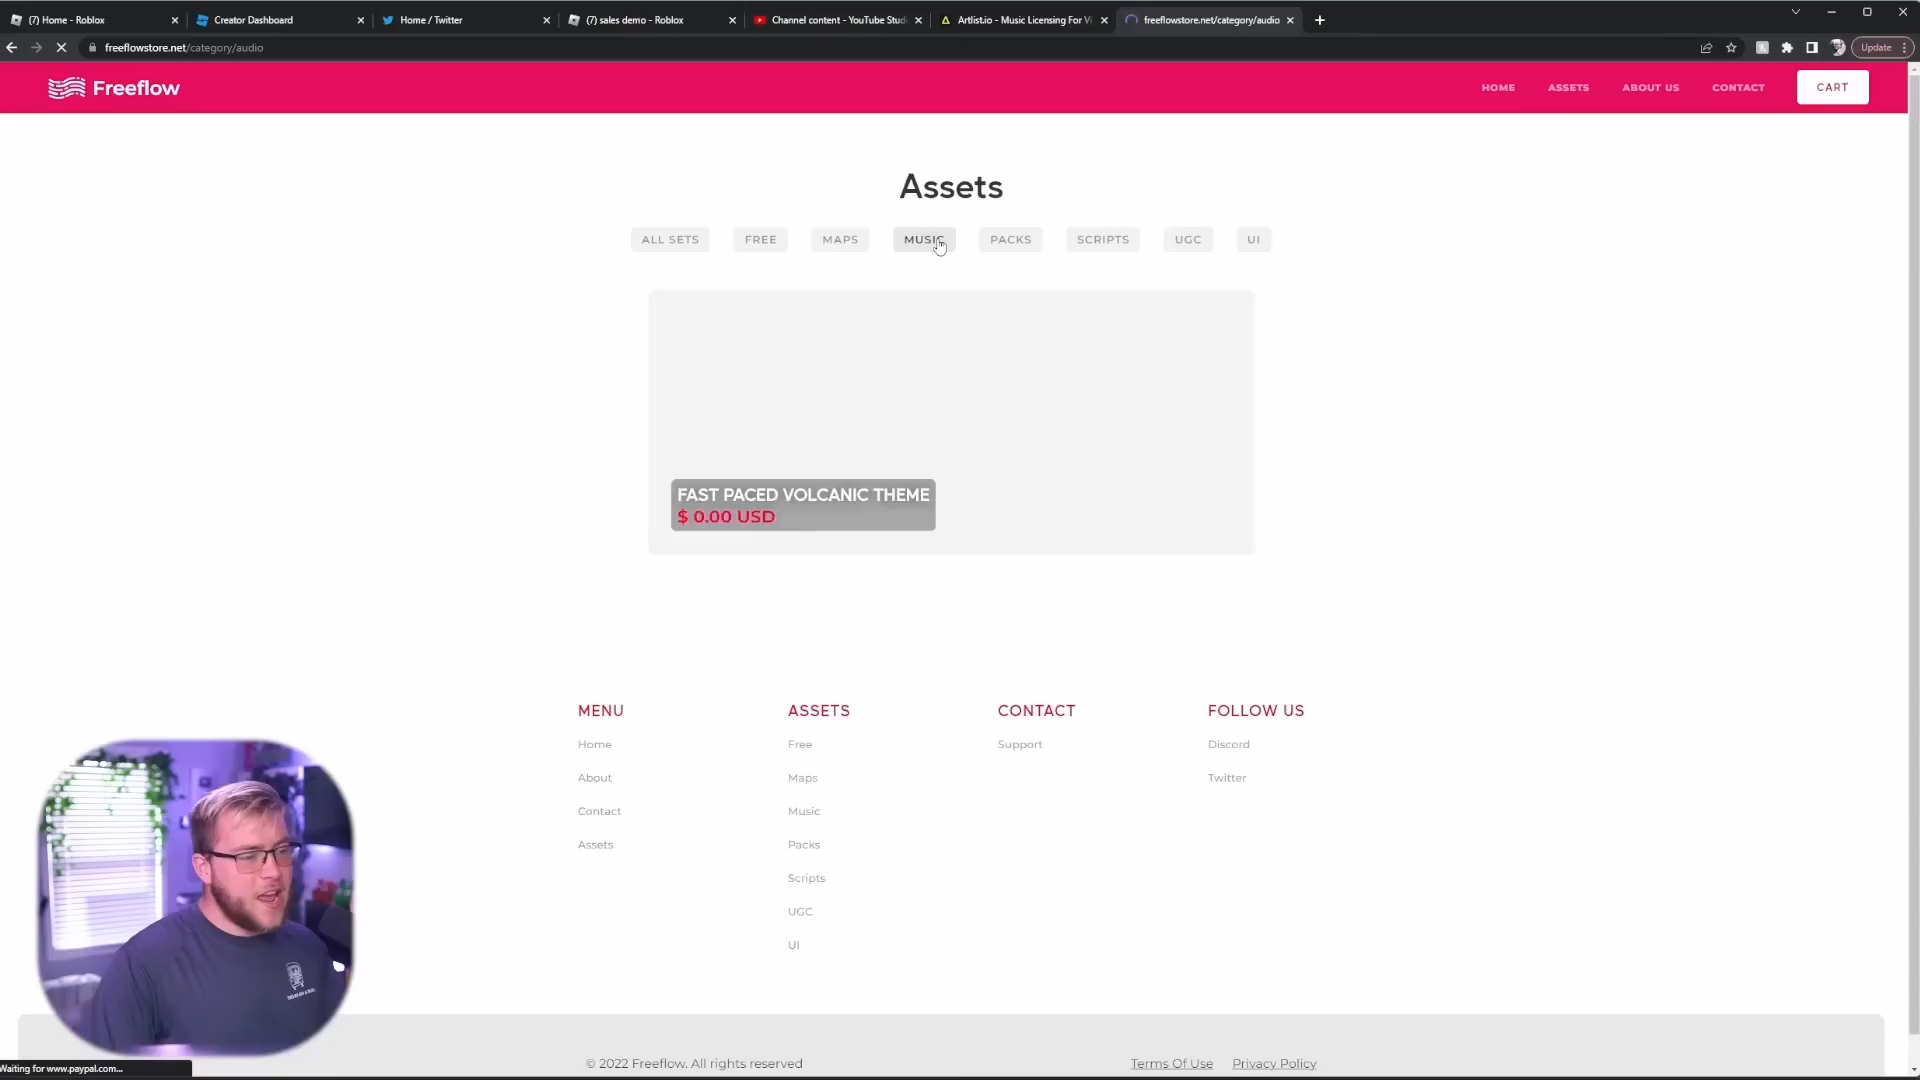 (7) Home - Roblox
Creator Dashboard
Home / Twitter
(7) sales demo - Roblox
Channel content - YouTube Studi
Artlist.io - Music Licensing For Vi
freeflowstore.net/category/audio
freeflowstore.net/category/audio
Update
Freeflow
HOME
ASSETS
ABOUT US
CONTACT
CART
Assets
ALL SETS
FREE
MAPS
MUSIC
PACKS
SCRIPTS
UGC
UI
FAST PACED VOLCANIC THEME
$ 0.00 USD
MENU
Home
About
Contact
Assets
ASSETS
Free
Maps
Music
Packs
Scripts
UGC
UI
CONTACT
Support
FOLLOW US
Discord
Twitter
© 2022 Freeflow. All rights reserved
Terms Of Use
Privacy Policy
Waiting for www.paypal.com...